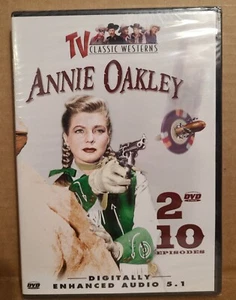 TV
CLASSIC WESTERNS
ANNIE OAKLEY
2 DVD
10
EPISODES
DVD
DIGITALLY
ENHANCED AUDIO 5.1